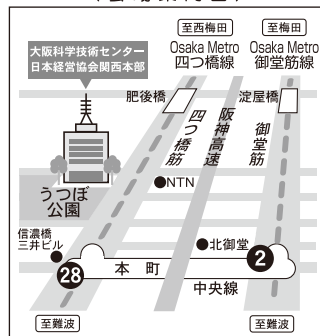 至西梅田
至梅田
Osaka Metro
四つ橋線
Osaka Metro
御堂筋線
大阪科学技術センター
日本経営協会関西本部
肥後橋
淀屋橋
四つ橋筋
阪神高速
御堂筋
うつぼ
公園
NTN
信濃橋
三井ビル
北御堂
28
本町
2
中央線
至難波
至難波